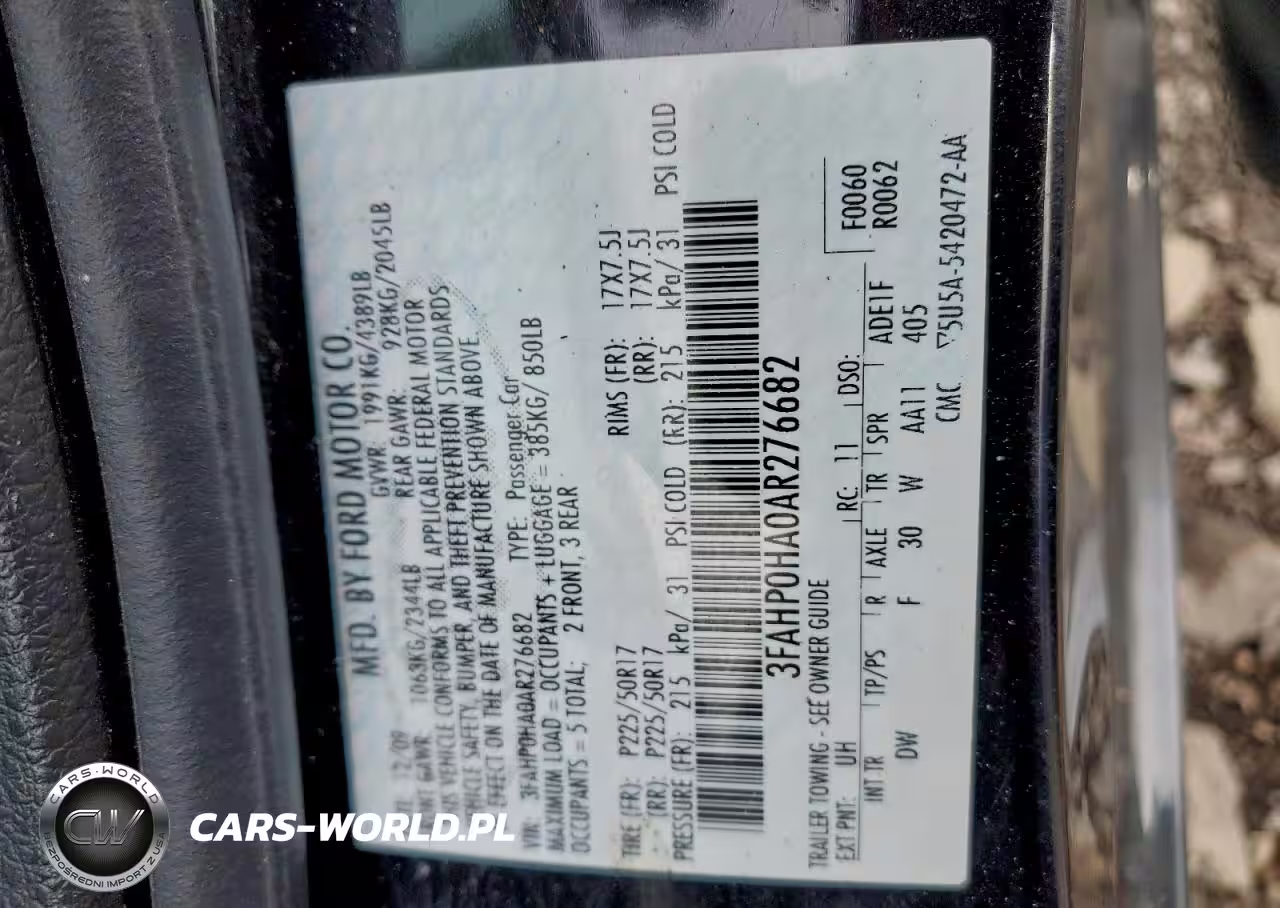 MFD. BY FORD MOTOR CO.
2/09 GVWR: 1991KG/4389LB
GAWR: 1063KG/2344LB REAR GAWR: 928KG/2045LB
VEHICLE CONFORMS TO ALL APPLICABLE FEDERAL MOTOR
VEHICLE SAFETY, BUMPER, AND THEFT PREVENTION STANDARDS
EFFECT ON THE DATE OF MANUFACTURE SHOWN ABOVE.
VIN: 3FAHP0HA0AR276682 TYPE: Passenger Car
MAXIMUM LOAD = OCCUPANTS + LUGGAGE = 385KG/ 850LB
OCCUPANTS = 5 TOTAL; 2 FRONT, 3 REAR
TIRE (FR): P225/50R17 RIMS (FR): 17X7.5J
(RR): P225/50R17 (RR): 17X7.5J
PRESSURE (FR): 215 kPa/ 31 PSI COLD (RR): 215 kPa/ 31 PSI COLD
3FAHP0HA0AR276682
TRAILER TOWING - SEE OWNER GUIDE
EXT PNT: UH RC: 11 DSO: F0060
R0062
INT TR TP/PS R AXLE TR SPR ADE1F
DW F 30 W AA11 405
CMC 5U5A-5420472-AA
CARS-WORLD
CW
BEZPOŚREDNI IMPORT Z USA
CARS-WORLD.PL